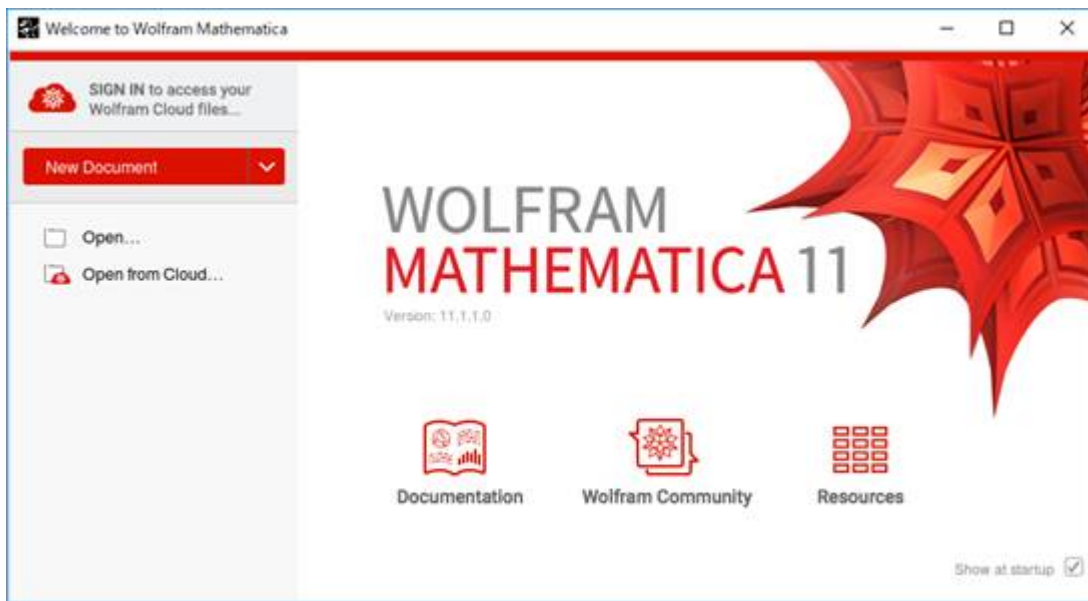 Welcome to Wolfram Mathematica
SIGN IN to access your
Wolfram Cloud files...
New Document
Open...
Open from Cloud...
WOLFRAM
MATHEMATICA 11
Version: 11.1.1.0
Documentation
Wolfram Community
Resources
Show at startup